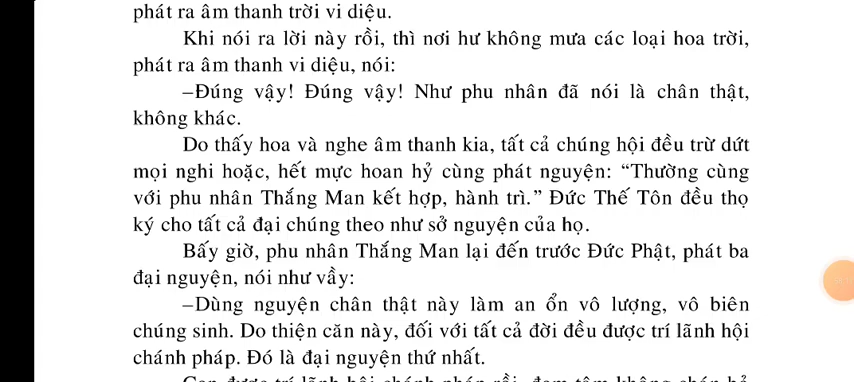 phát ra âm thanh trời vi diệu.
Khi nói ra lời này rồi, thì nơi hư không mưa các loại hoa trời,
phát ra âm thanh vi diệu, nói:
–Đúng vậy! Đúng vậy! Như phu nhân đã nói là chân thật,
không khác.
Do thấy hoa và nghe âm thanh kia, tất cả chúng hội đều trừ dứt
mọi nghi hoặc, hết mực hoan hỷ cùng phát nguyện: “Thường cùng
với phu nhân Thắng Man kết hợp, hành trì.” Đức Thế Tôn đều thọ
ký cho tất cả đại chúng theo như sở nguyện của họ.
Bấy giờ, phu nhân Thắng Man lại đến trước Đức Phật, phát ba
đại nguyện, nói như vầy:
–Dùng nguyện chân thật này làm an ổn vô lượng, vô biên
chúng sinh. Do thiện căn này, đối với tất cả đời đều được trí lãnh hội
chánh pháp. Đó là đại nguyện thứ nhất.